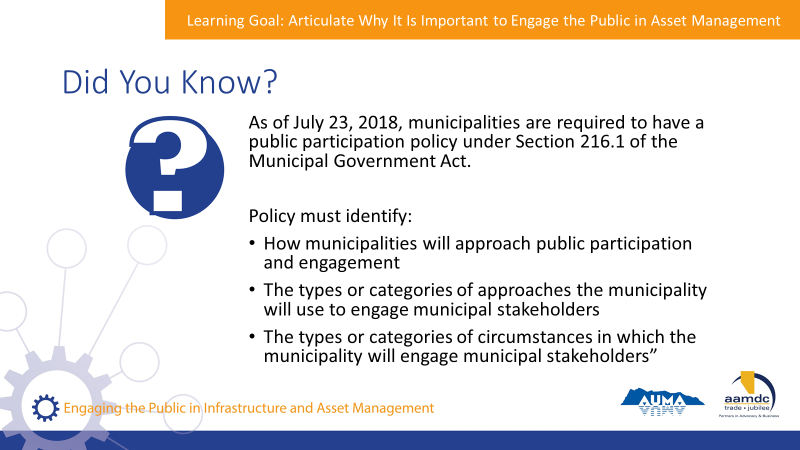 Learning Goal: Articulate Why It Is Important to Engage the Public in Asset Management
Did You Know?
?
As of July 23, 2018, municipalities are required to have a
public participation policy under Section 216.1 of the
Municipal Government Act.
Policy must identify:
• How municipalities will approach public participation
and engagement
• The types or categories of approaches the municipality
will use to engage municipal stakeholders
• The types or categories of circumstances in which the
municipality will engage municipal stakeholders”
Engaging the Public in Infrastructure and Asset Management
AUMA
aamdc
trade • jubilee
Partners in Advocacy & Business